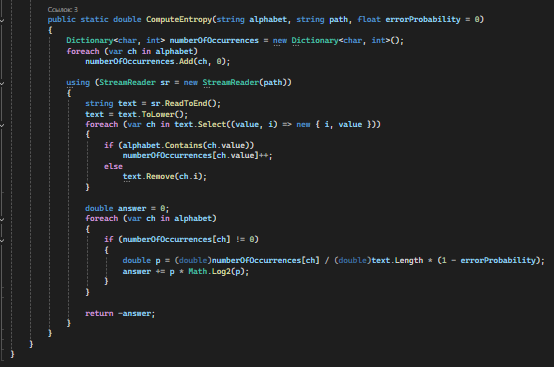 Ссылок: 3
public static double ComputeEntropy(string alphabet, string path, float errorProbability = 0)
{
Dictionary<char, int> numberOfOccurrences = new Dictionary<char, int>();
foreach (var ch in alphabet)
numberOfOccurrences.Add(ch, 0);
using (StreamReader sr = new StreamReader(path))
{
string text = sr.ReadToEnd();
text = text.ToLower();
foreach (var ch in text.Select((value, i) => new { i, value }))
{
if (alphabet.Contains(ch.value))
numberOfOccurrences[ch.value]++;
else
text.Remove(ch.i);
}
double answer = 0;
foreach (var ch in alphabet)
{
if (numberOfOccurrences[ch] != 0)
{
double p = (double)numberOfOccurrences[ch] / (double)text.Length * (1 - errorProbability);
answer += p * Math.Log2(p);
}
}
return -answer;
}
}
}
}